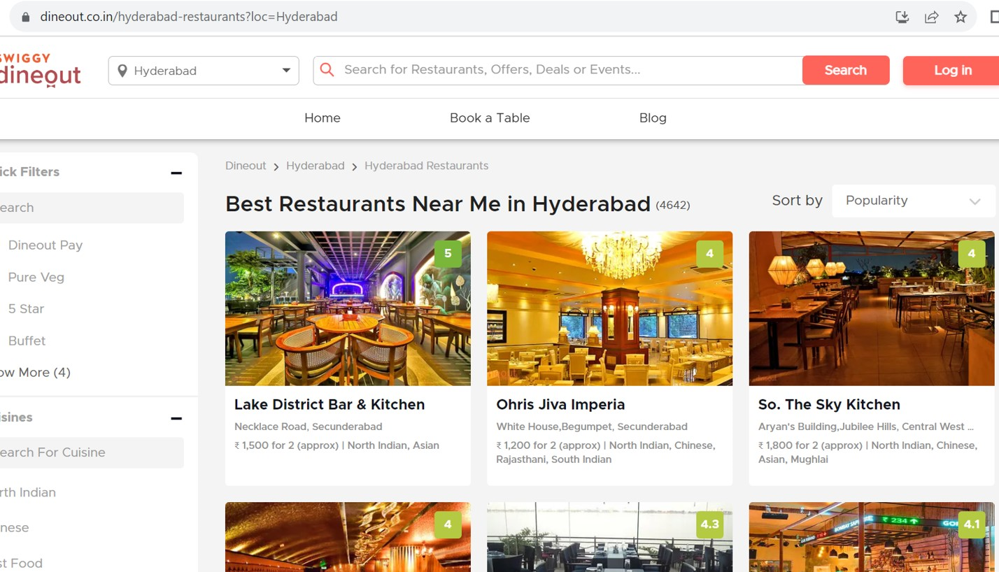 dineout.co.in/hyderabad-restaurants?loc=Hyderabad
SWIGGY
dineout
Hyderabad
Search for Restaurants, Offers, Deals or Events...
Search
Log in
Home
Book a Table
Blog
ick Filters
earch
Dineout Pay
Pure Veg
5 Star
Buffet
ow More (4)
isines
earch For Cuisine
rth Indian
nese
st Food
Dineout > Hyderabad > Hyderabad Restaurants
Best Restaurants Near Me in Hyderabad (4642)
Sort by
Popularity
5
Lake District Bar & Kitchen
Necklace Road, Secunderabad
₹ 1,500 for 2 (approx) | North Indian, Asian
4
Ohris Jiva Imperia
White House,Begumpet, Secunderabad
₹ 1,200 for 2 (approx) | North Indian, Chinese,
Rajasthani, South Indian
4
So. The Sky Kitchen
Aryan's Building,Jubilee Hills, Central West ...
₹ 1,800 for 2 (approx) | North Indian, Chinese,
Asian, Mughlai
4
4.3
4.1
₹ 234